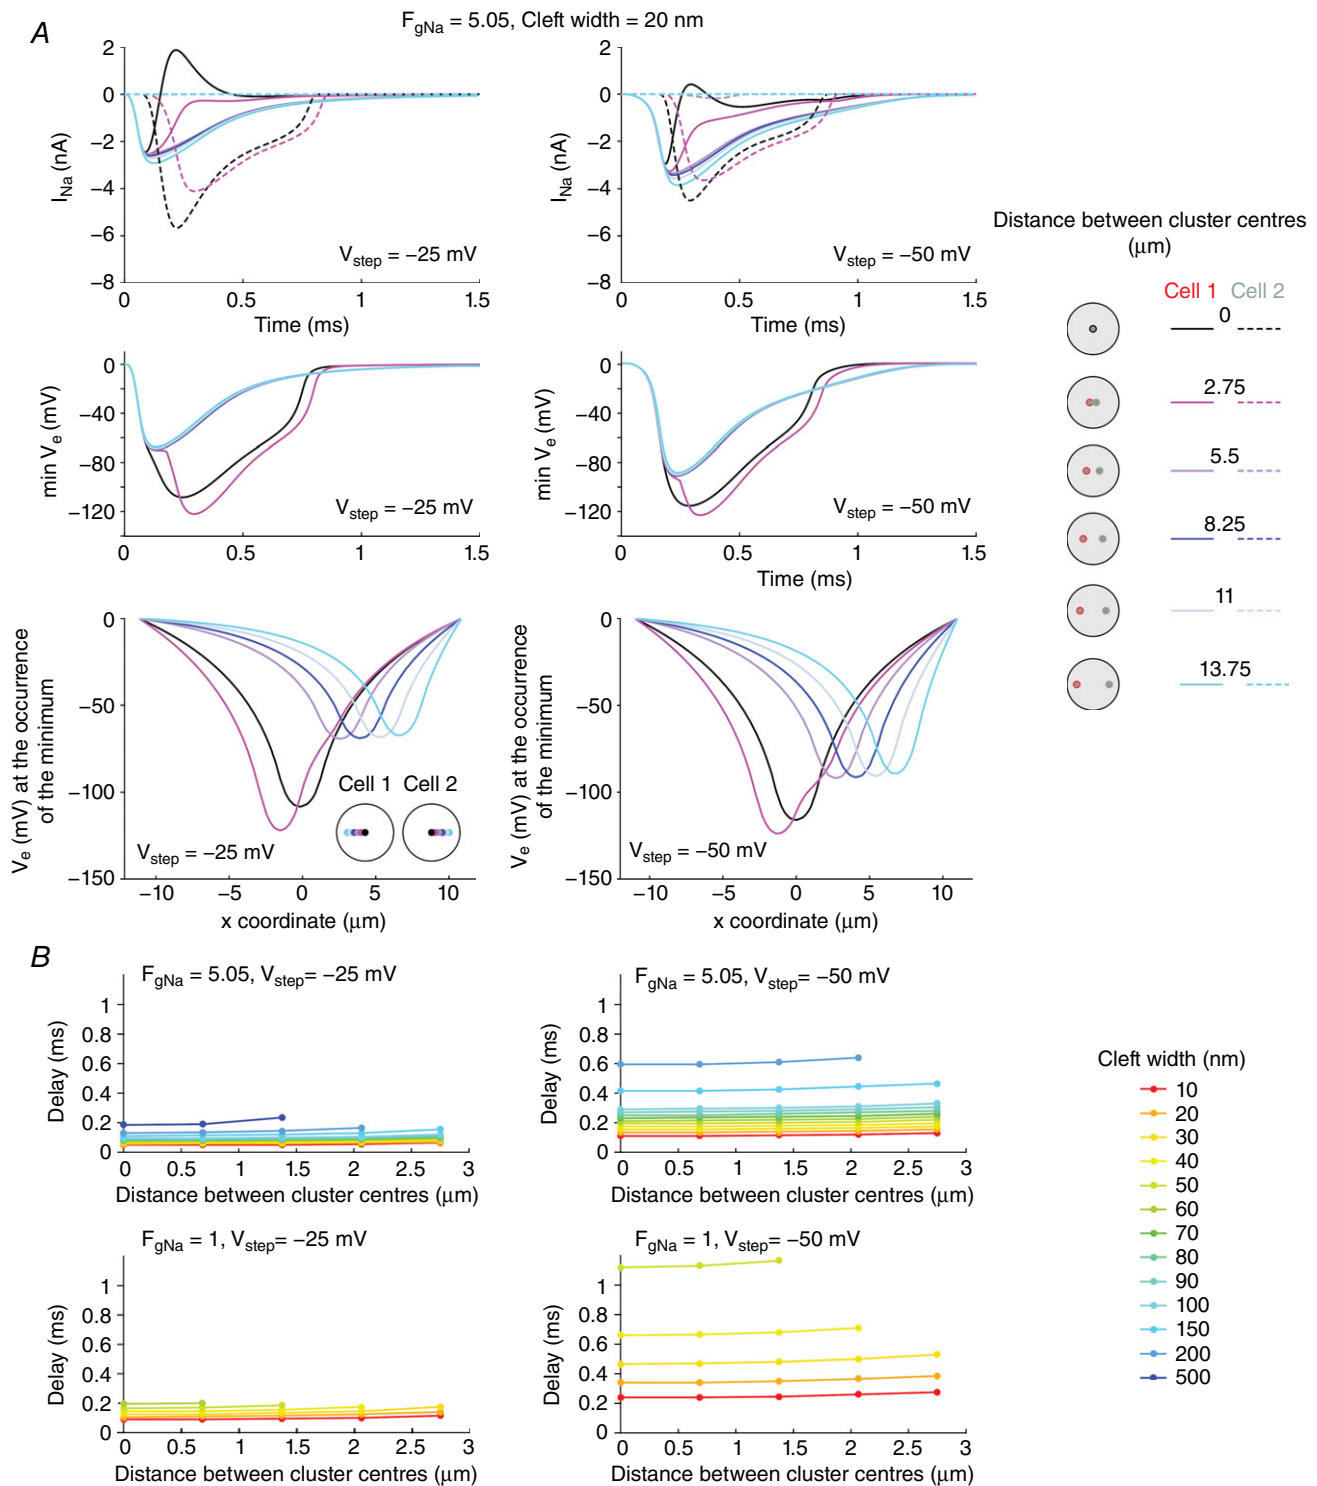 A
F_gNa = 5.05, Cleft width = 20 nm
2
0
−2
−4
−6
−8
I_Na (nA)
V_step = −25 mV
0 0.5 1 1.5
Time (ms)
2
0
−2
−4
−6
−8
I_Na (nA)
V_step = −50 mV
0 0.5 1 1.5
Time (ms)
0
−40
−80
−120
min V_e (mV)
V_step = −25 mV
0 0.5 1 1.5
0
−40
−80
−120
min V_e (mV)
V_step = −50 mV
0 0.5 1 1.5
Time (ms)
0
−50
−100
−150
V_e (mV) at the occurrence
of the minimum
Cell 1 Cell 2
V_step = −25 mV
−10 −5 0 5 10
x coordinate (μm)
0
−50
−100
−150
V_e (mV) at the occurrence
of the minimum
V_step = −50 mV
−10 −5 0 5 10
x coordinate (μm)
Distance between cluster centres
(μm)
Cell 1 Cell 2
0
2.75
5.5
8.25
11
13.75
B
F_gNa = 5.05, V_step= −25 mV
1
0.8
0.6
0.4
0.2
0
Delay (ms)
0 0.5 1 1.5 2 2.5 3
Distance between cluster centres (μm)
F_gNa = 5.05, V_step= −50 mV
1
0.8
0.6
0.4
0.2
0
Delay (ms)
0 0.5 1 1.5 2 2.5 3
Distance between cluster centres (μm)
F_gNa = 1, V_step= −25 mV
1
0.8
0.6
0.4
0.2
0
Delay (ms)
0 0.5 1 1.5 2 2.5 3
Distance between cluster centres (μm)
F_gNa = 1, V_step= −50 mV
1
0.8
0.6
0.4
0.2
0
Delay (ms)
0 0.5 1 1.5 2 2.5 3
Distance between cluster centres (μm)
Cleft width (nm)
10
20
30
40
50
60
70
80
90
100
150
200
500